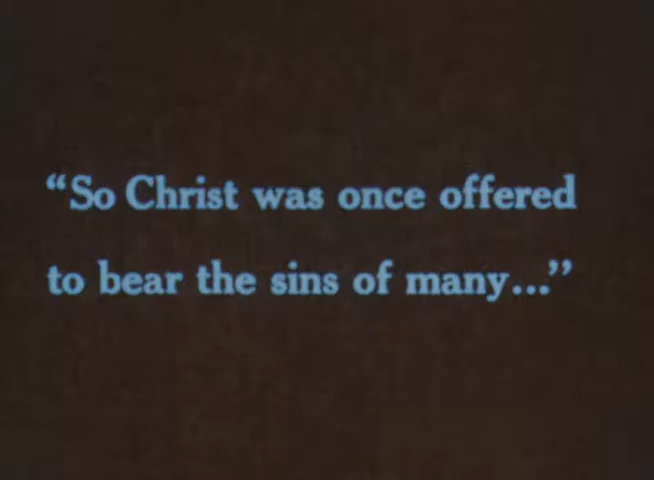 “So Christ was once offered
to bear the sins of many...”